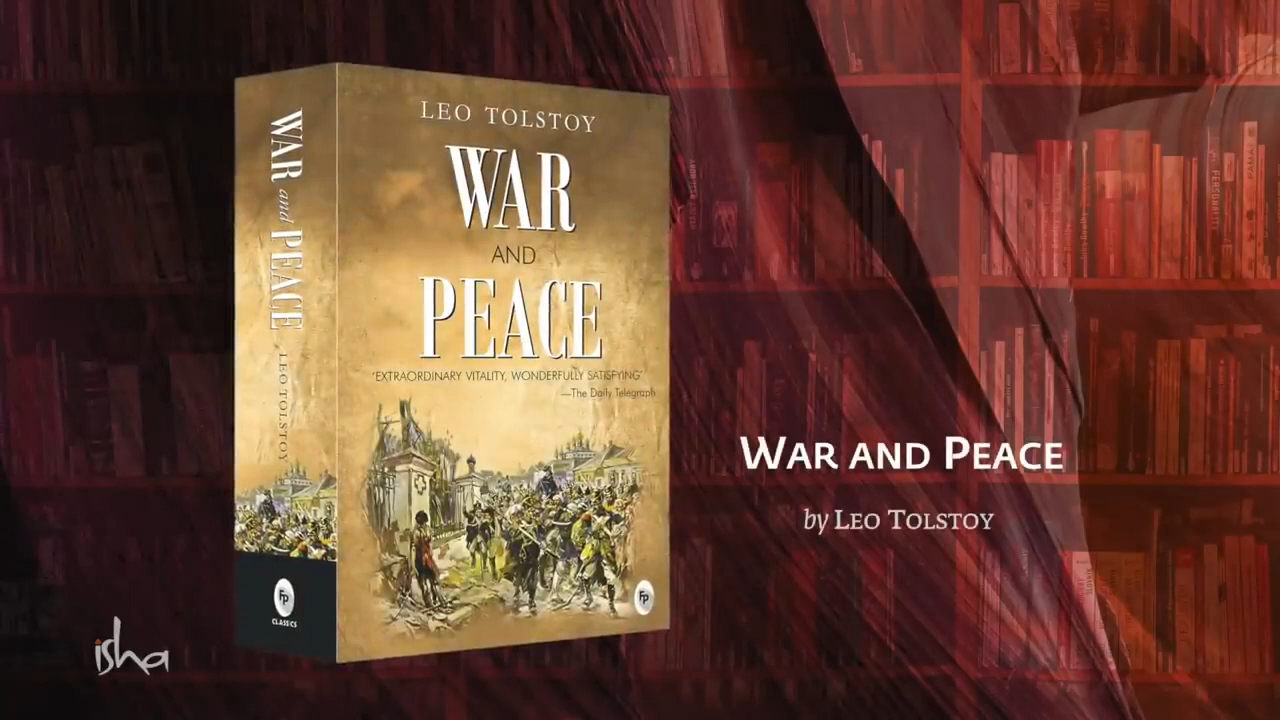 LEO TOLSTOY
WAR
AND
PEACE
'EXTRAORDINARY VITALITY, WONDERFULLY SATISFYING'
—The Daily Telegraph
FP
WAR and PEACE
LEO TOLSTOY
FP
CLASSICS
WAR AND PEACE
by LEO TOLSTOY
PERSONALITY
isha